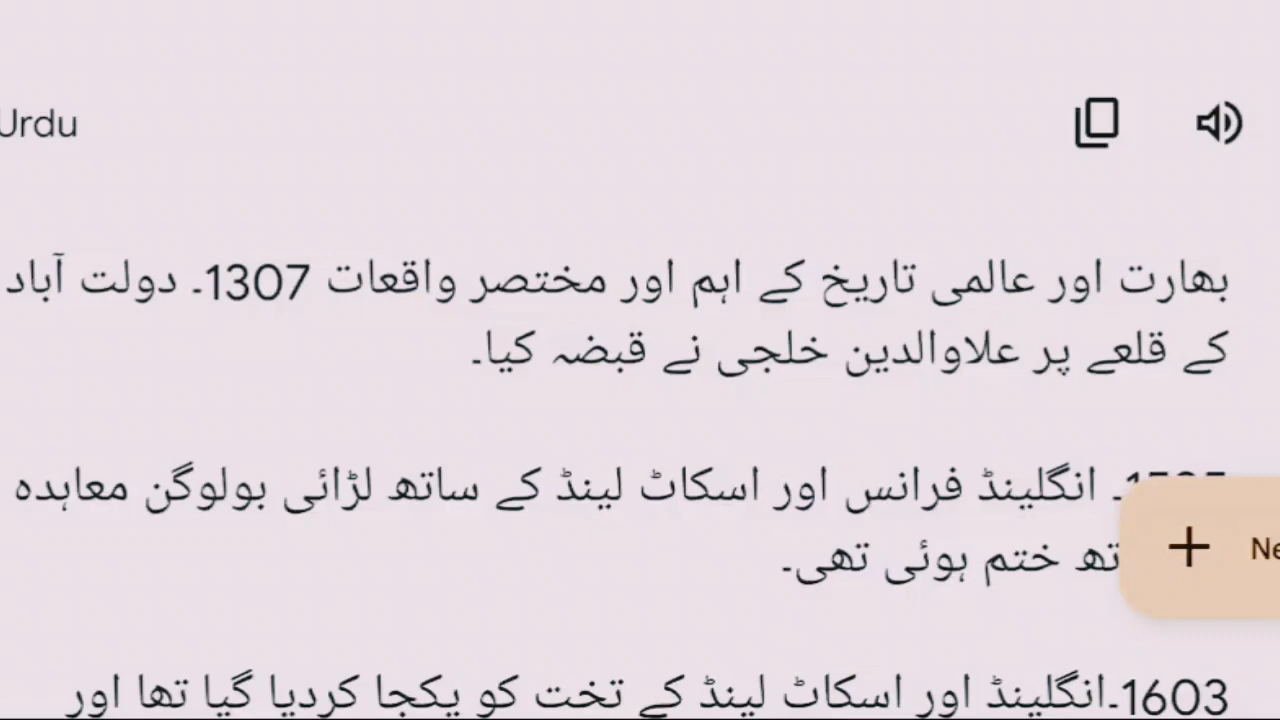 Urdu
بھارت اور عالمی تاریخ کے اہم اور مختصر واقعات 1307۔ دولت آباد
کے قلعے پر علاوالدین خلجی نے قبضہ کیا۔
۔ انگلینڈ فرانس اور اسکاٹ لینڈ کے ساتھ لڑائی بولوگن معاہدہ
ختم ہوئی تھی۔
1603۔انگلینڈ اور اسکاٹ لینڈ کے تخت کو یکجا کردیا گیا تھا اور